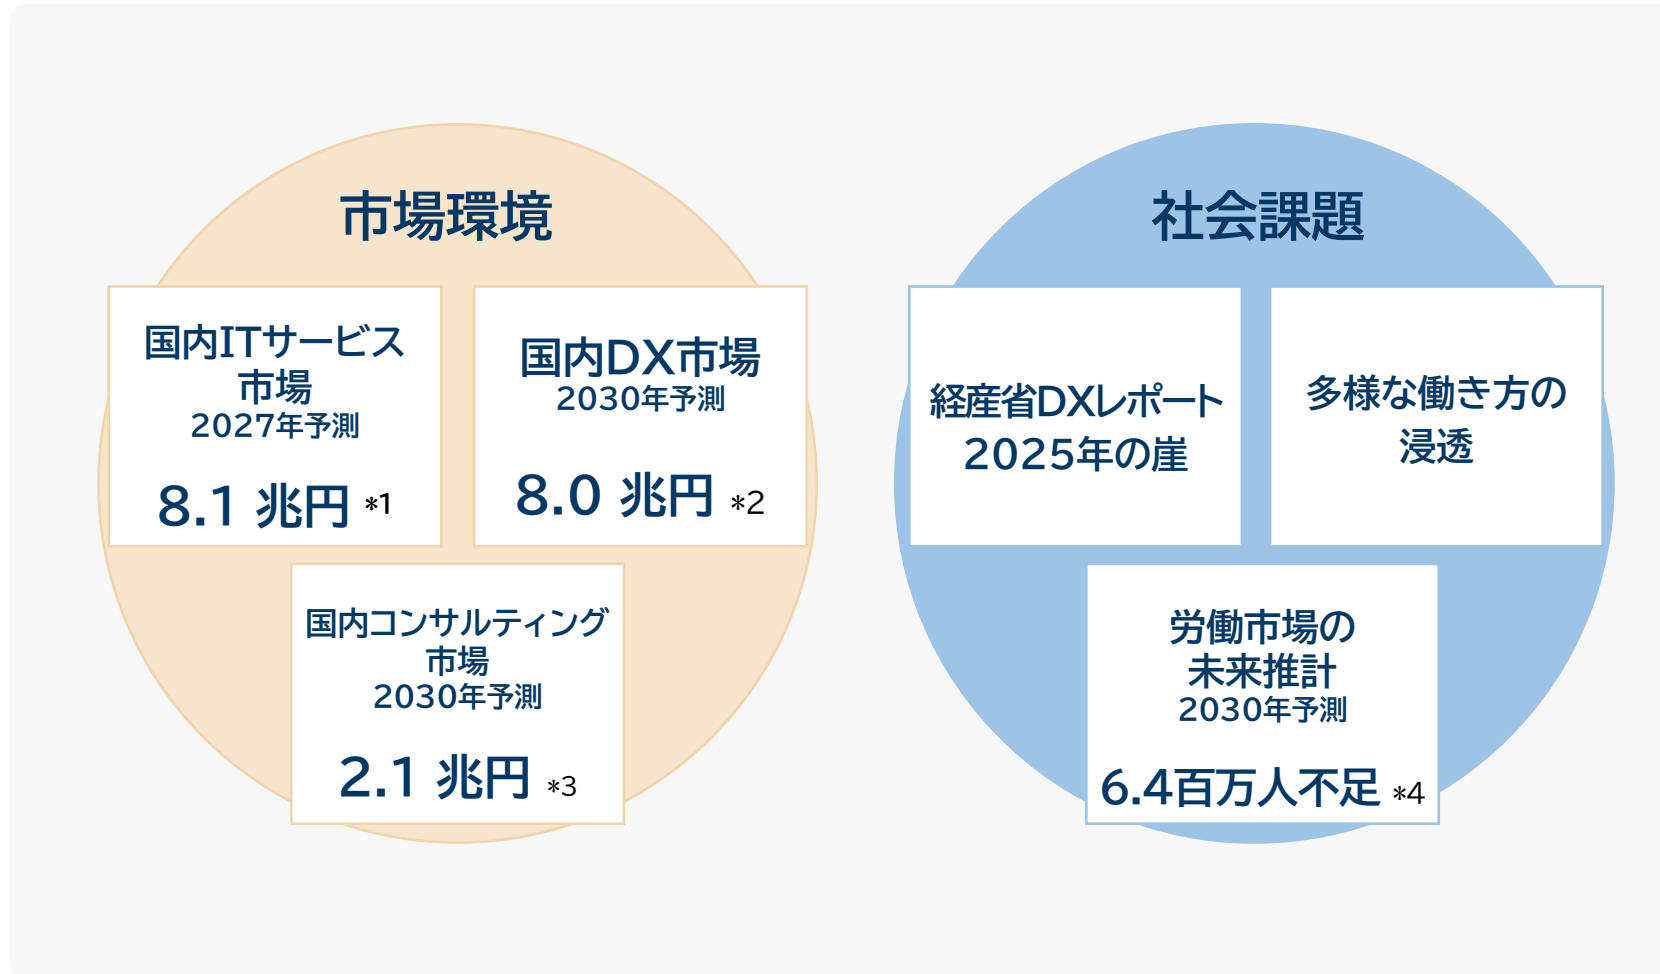 市場環境
国内ITサービス
市場
2027年予測
8.1 兆円 *1
国内DX市場
2030年予測
8.0 兆円 *2
国内コンサルティング
市場
2030年予測
2.1 兆円 *3
社会課題
経産省DXレポート
2025年の崖
多様な働き方の
浸透
労働市場の
未来推計
2030年予測
6.4百万人不足 *4